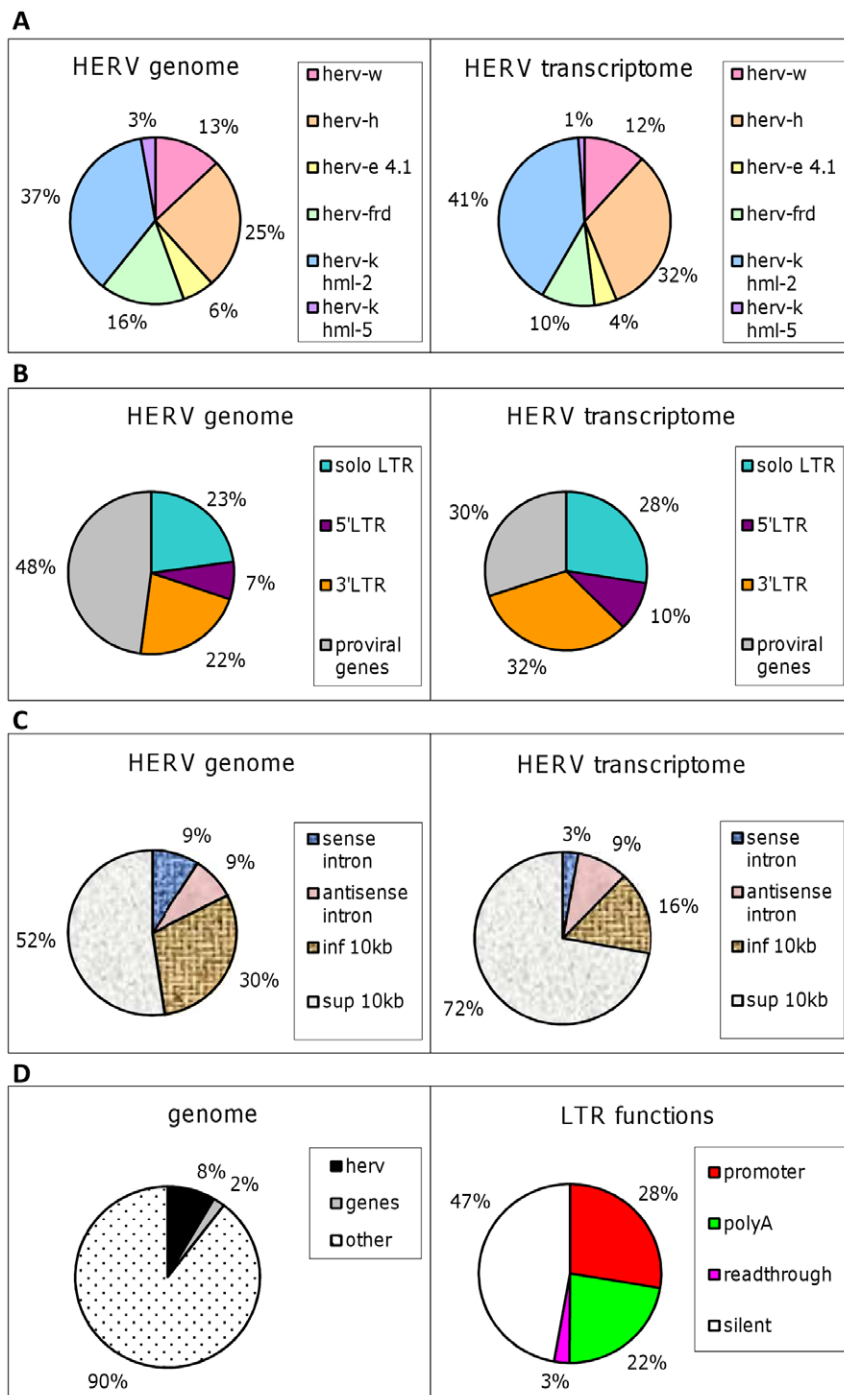 A
HERV genome
3%
13%
37%
25%
16%
6%
herv-w
herv-h
herv-e 4.1
herv-frd
herv-k
hml-2
herv-k
hml-5
HERV transcriptome
1%
12%
41%
32%
10%
4%
herv-w
herv-h
herv-e 4.1
herv-frd
herv-k
hml-2
herv-k
hml-5
B
HERV genome
23%
48%
7%
22%
solo LTR
5'LTR
3'LTR
proviral
genes
HERV transcriptome
30%
28%
10%
32%
solo LTR
5'LTR
3'LTR
proviral
genes
C
HERV genome
9%
9%
52%
30%
sense
intron
antisense
intron
inf 10kb
sup 10kb
HERV transcriptome
3%
9%
16%
72%
sense
intron
antisense
intron
inf 10kb
sup 10kb
D
genome
8%
2%
90%
herv
genes
other
LTR functions
47%
28%
22%
3%
promoter
polyA
readthrough
silent